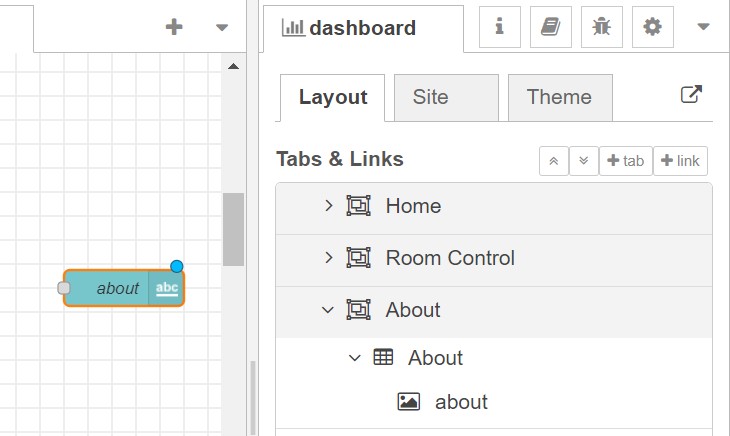 dashboard
Layout
Site
Theme
Tabs & Links
tab
link
Home
Room Control
about
abc
About
About
about